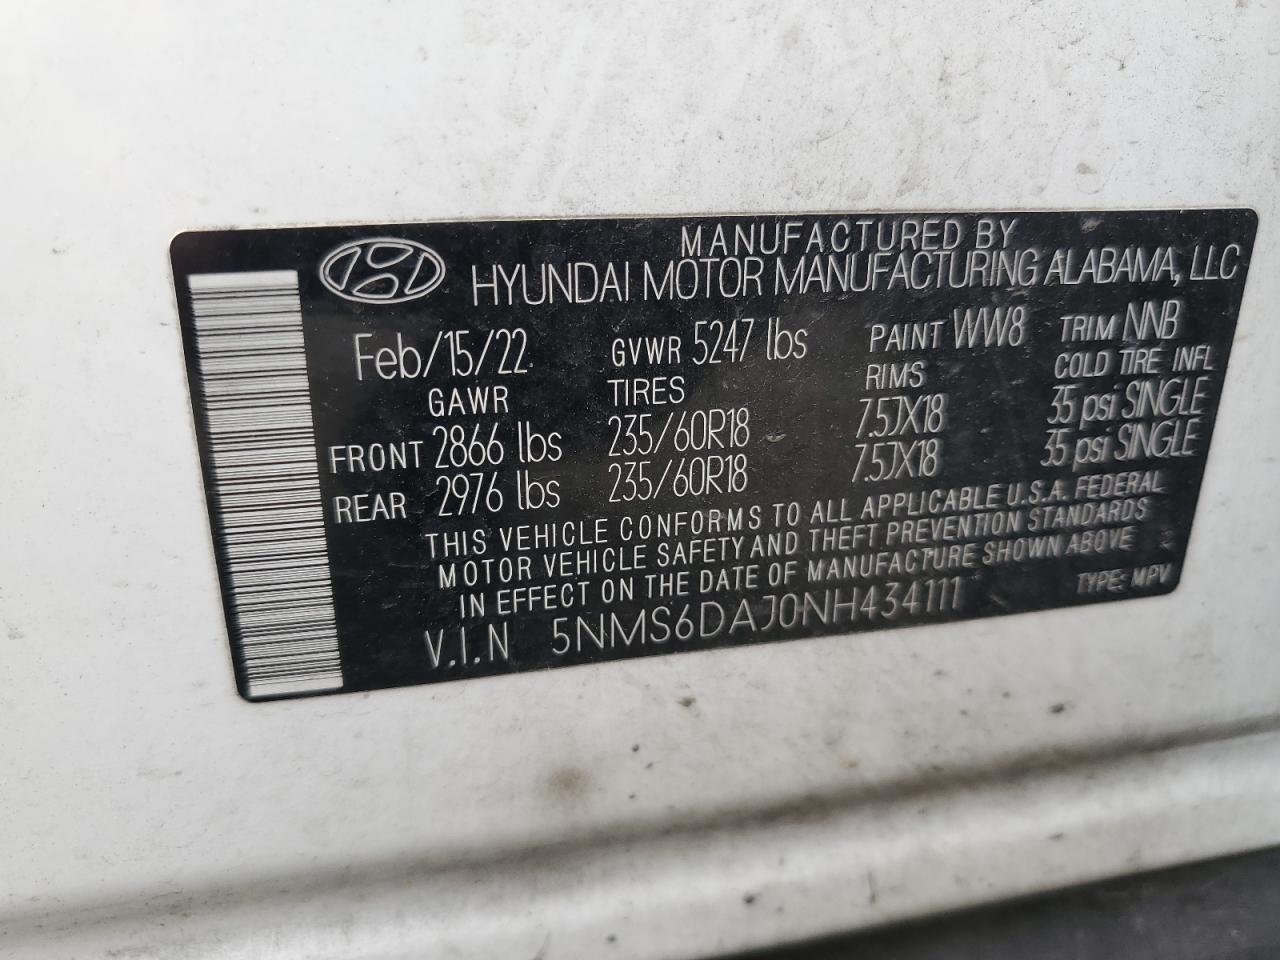 MANUFACTURED BY
HYUNDAI MOTOR MANUFACTURING ALABAMA, LLC
Feb/15/22 GVWR 5247 lbs PAINT WW8 TRIM NNB
GAWR TIRES RIMS COLD TIRE INFL
FRONT 2866 lbs 235/60R18 7.5JX18 35 psi SINGLE
REAR 2976 lbs 235/60R18 7.5JX18 35 psi SINGLE
THIS VEHICLE CONFORMS TO ALL APPLICABLE U.S.A. FEDERAL
MOTOR VEHICLE SAFETY AND THEFT PREVENTION STANDARDS
IN EFFECT ON THE DATE OF MANUFACTURE SHOWN ABOVE 2
V.I.N 5NMS6DAJ0NH434111 TYPE: MPV